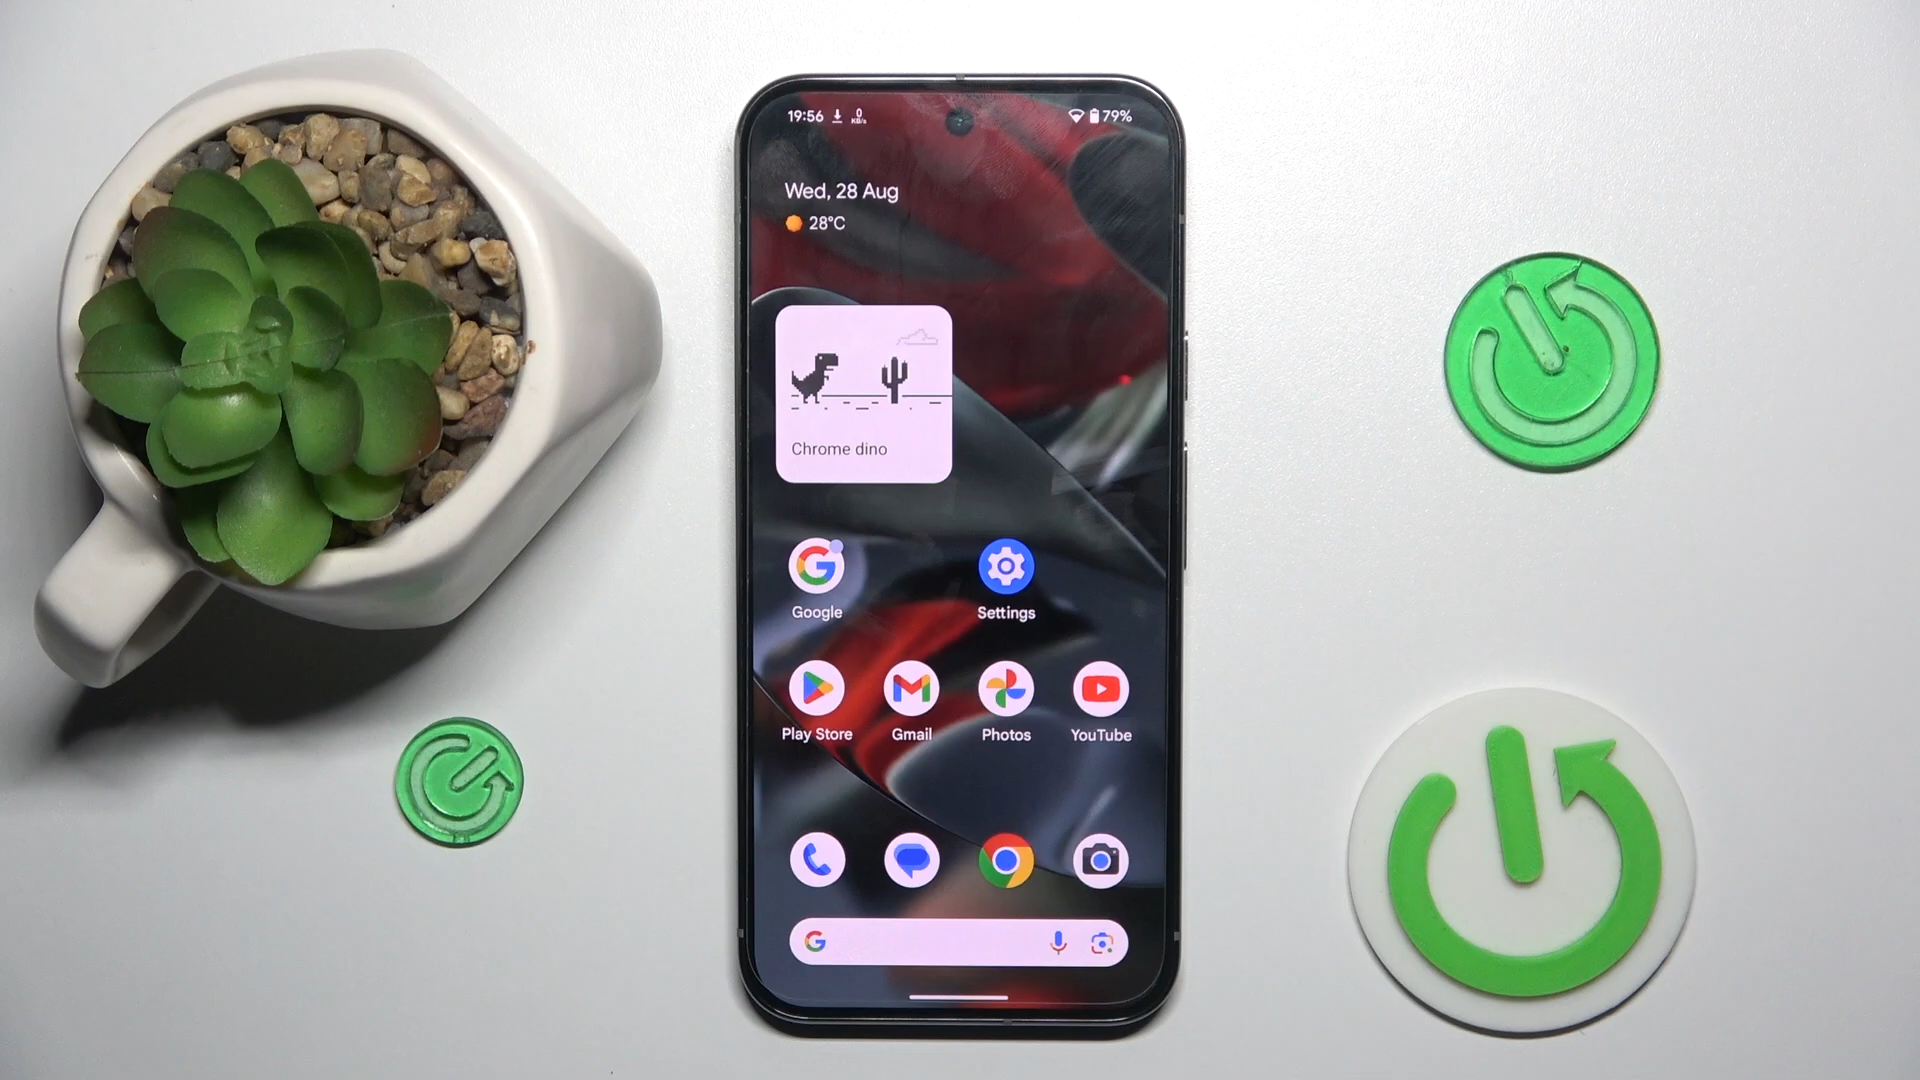 19:56 0 KB/s 79%
Wed, 28 Aug
28°C
Chrome dino
Google Settings
Play Store Gmail Photos YouTube